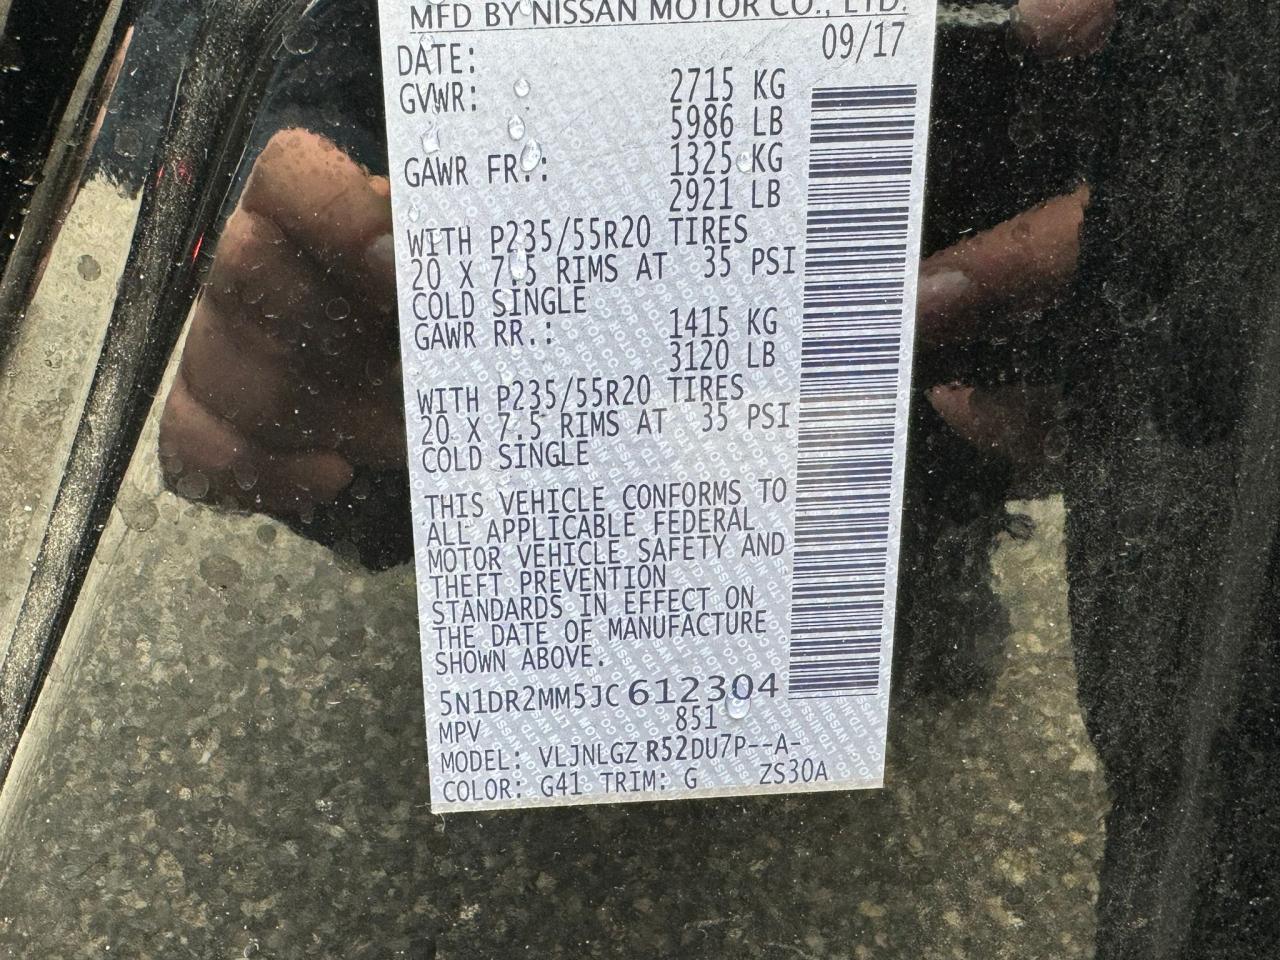 MFD BY NISSAN MOTOR CO., LTD.
DATE: 09/17
GVWR: 2715 KG
5986 LB
GAWR FR.: 1325 KG
2921 LB
WITH P235/55R20 TIRES
20 X 7.5 RIMS AT 35 PSI
COLD SINGLE
GAWR RR.: 1415 KG
3120 LB
WITH P235/55R20 TIRES
20 X 7.5 RIMS AT 35 PSI
COLD SINGLE
THIS VEHICLE CONFORMS TO
ALL APPLICABLE FEDERAL
MOTOR VEHICLE SAFETY AND
THEFT PREVENTION
STANDARDS IN EFFECT ON
THE DATE OF MANUFACTURE
SHOWN ABOVE.
5N1DR2MM5JC612304
MPV 851
MODEL: VLJNLGZ R52DU7P--A-
COLOR: G41 TRIM: G ZS30A